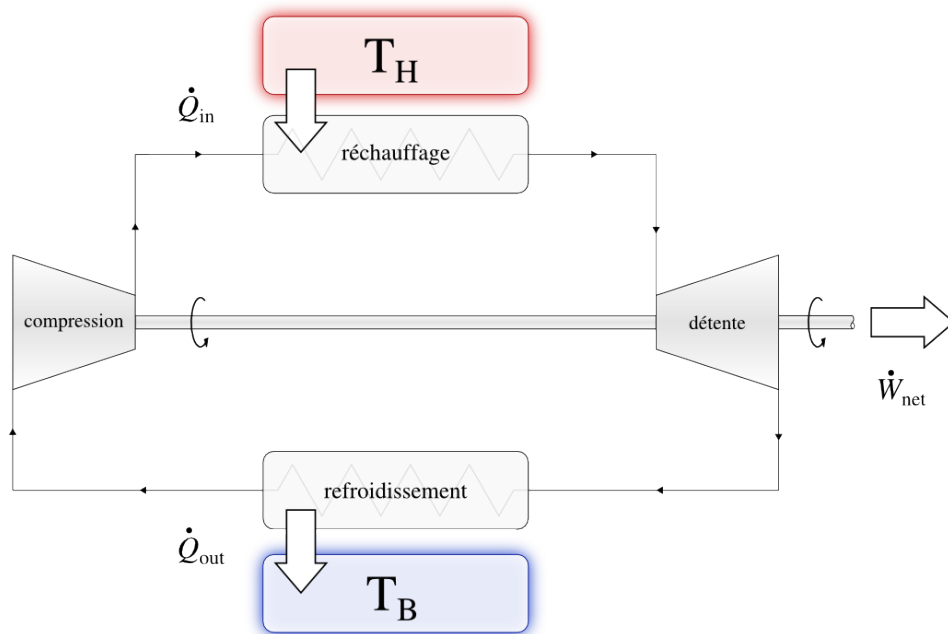 T_H
Q̇_in
réchauffage
compression
détente
Ẇ_net
refroidissement
Q̇_out
T_B